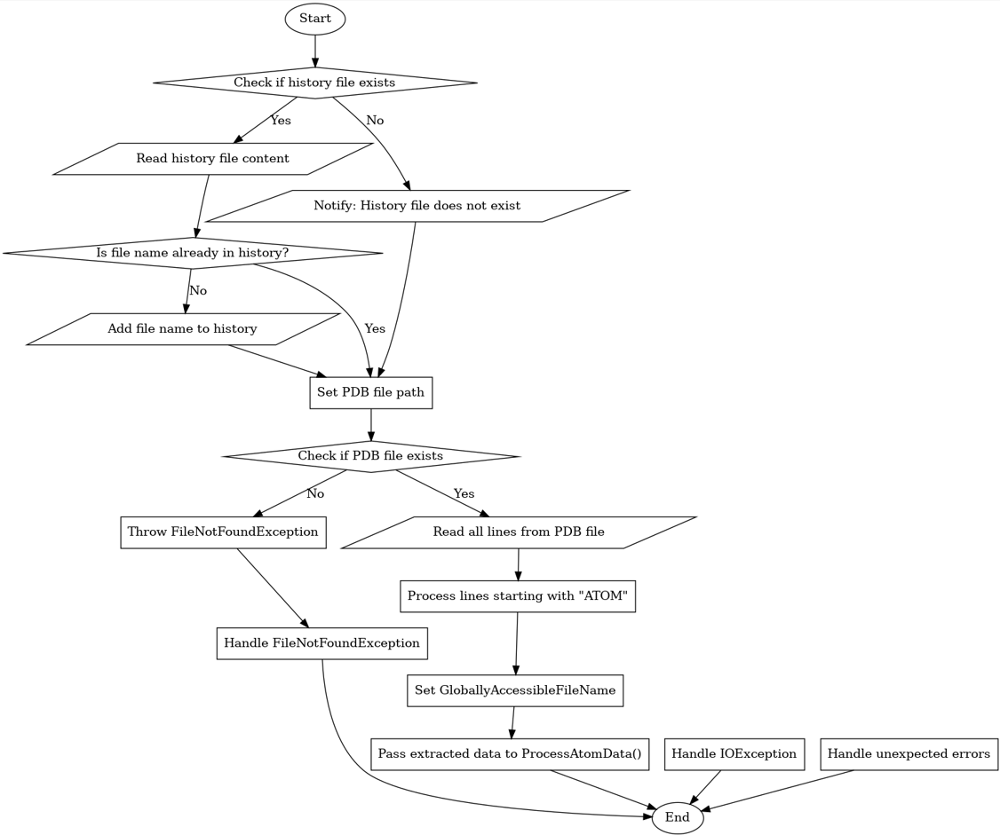 Start
Check if history file exists
Yes
No
Read history file content
Notify: History file does not exist
Is file name already in history?
No
Add file name to history
Yes
Set PDB file path
Check if PDB file exists
No
Yes
Throw FileNotFoundException
Read all lines from PDB file
Process lines starting with "ATOM"
Handle FileNotFoundException
Set GloballyAccessibleFileName
Pass extracted data to ProcessAtomData()
Handle IOException
Handle unexpected errors
End